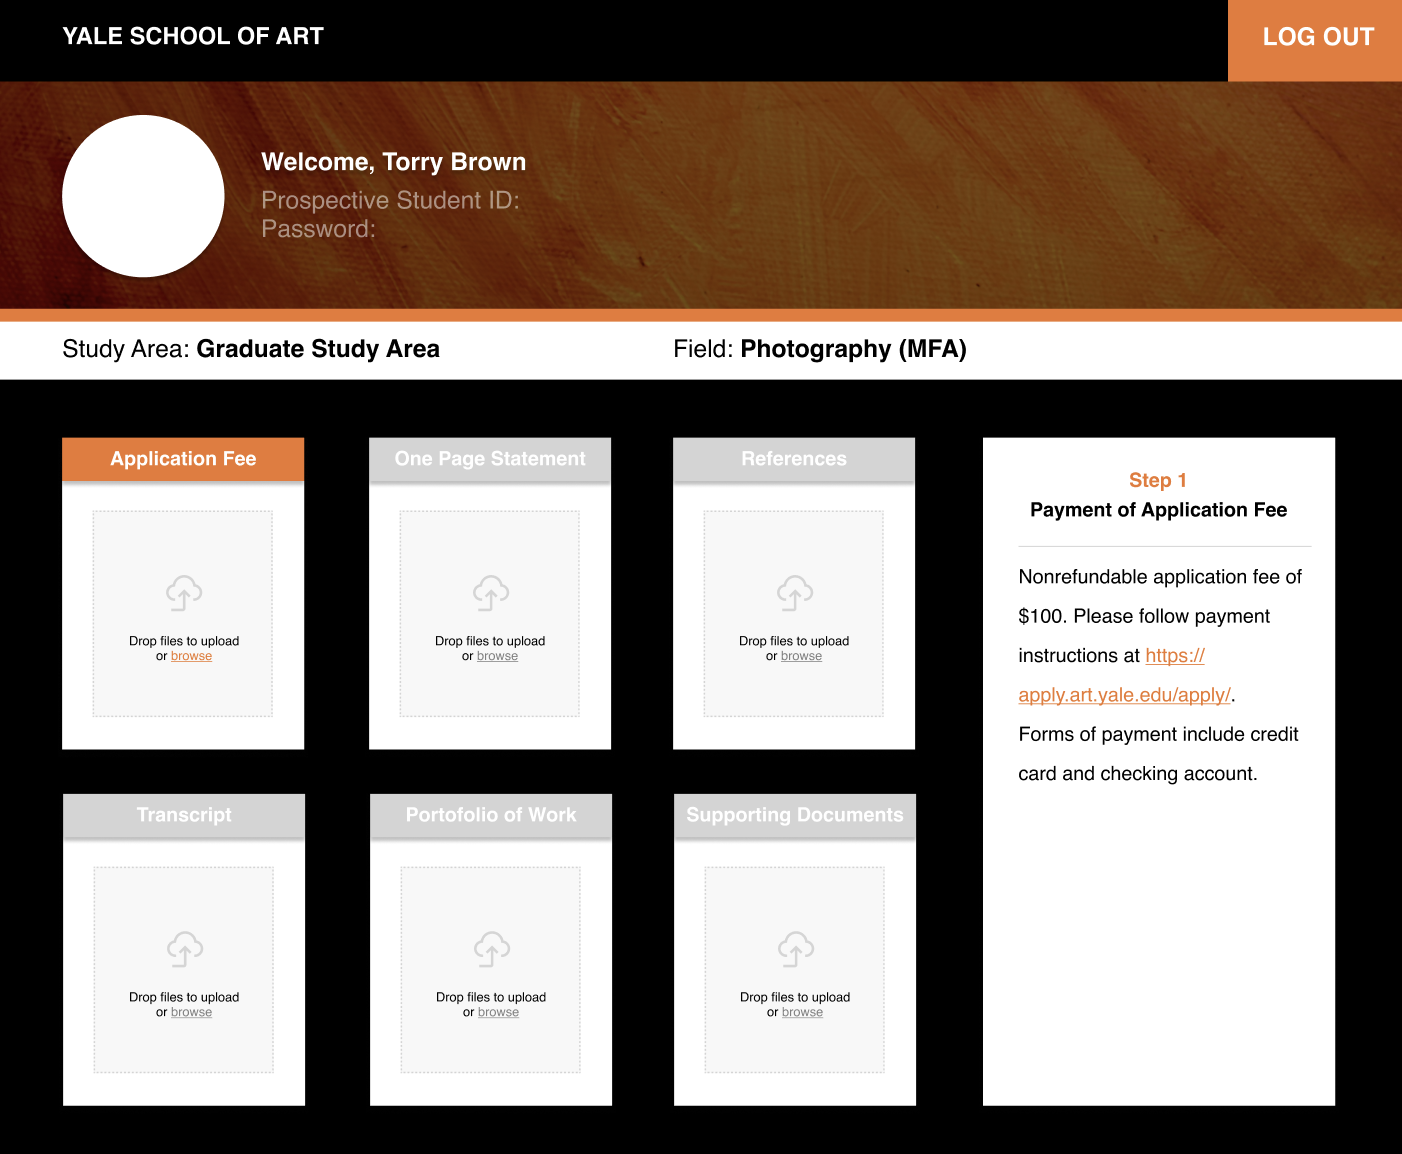 YALE SCHOOL OF ART
LOG OUT
Welcome, Torry Brown
Prospective Student ID:
Password:
Study Area: Graduate Study Area
Field: Photography (MFA)
Application Fee
Drop files to upload
or browse
One Page Statement
Drop files to upload
or browse
References
Drop files to upload
or browse
Transcript
Drop files to upload
or browse
Portofolio of Work
Drop files to upload
or browse
Supporting Documents
Drop files to upload
or browse
Step 1
Payment of Application Fee
Nonrefundable application fee of
$100. Please follow payment
instructions at https://
apply.art.yale.edu/apply/.
Forms of payment include credit
card and checking account.